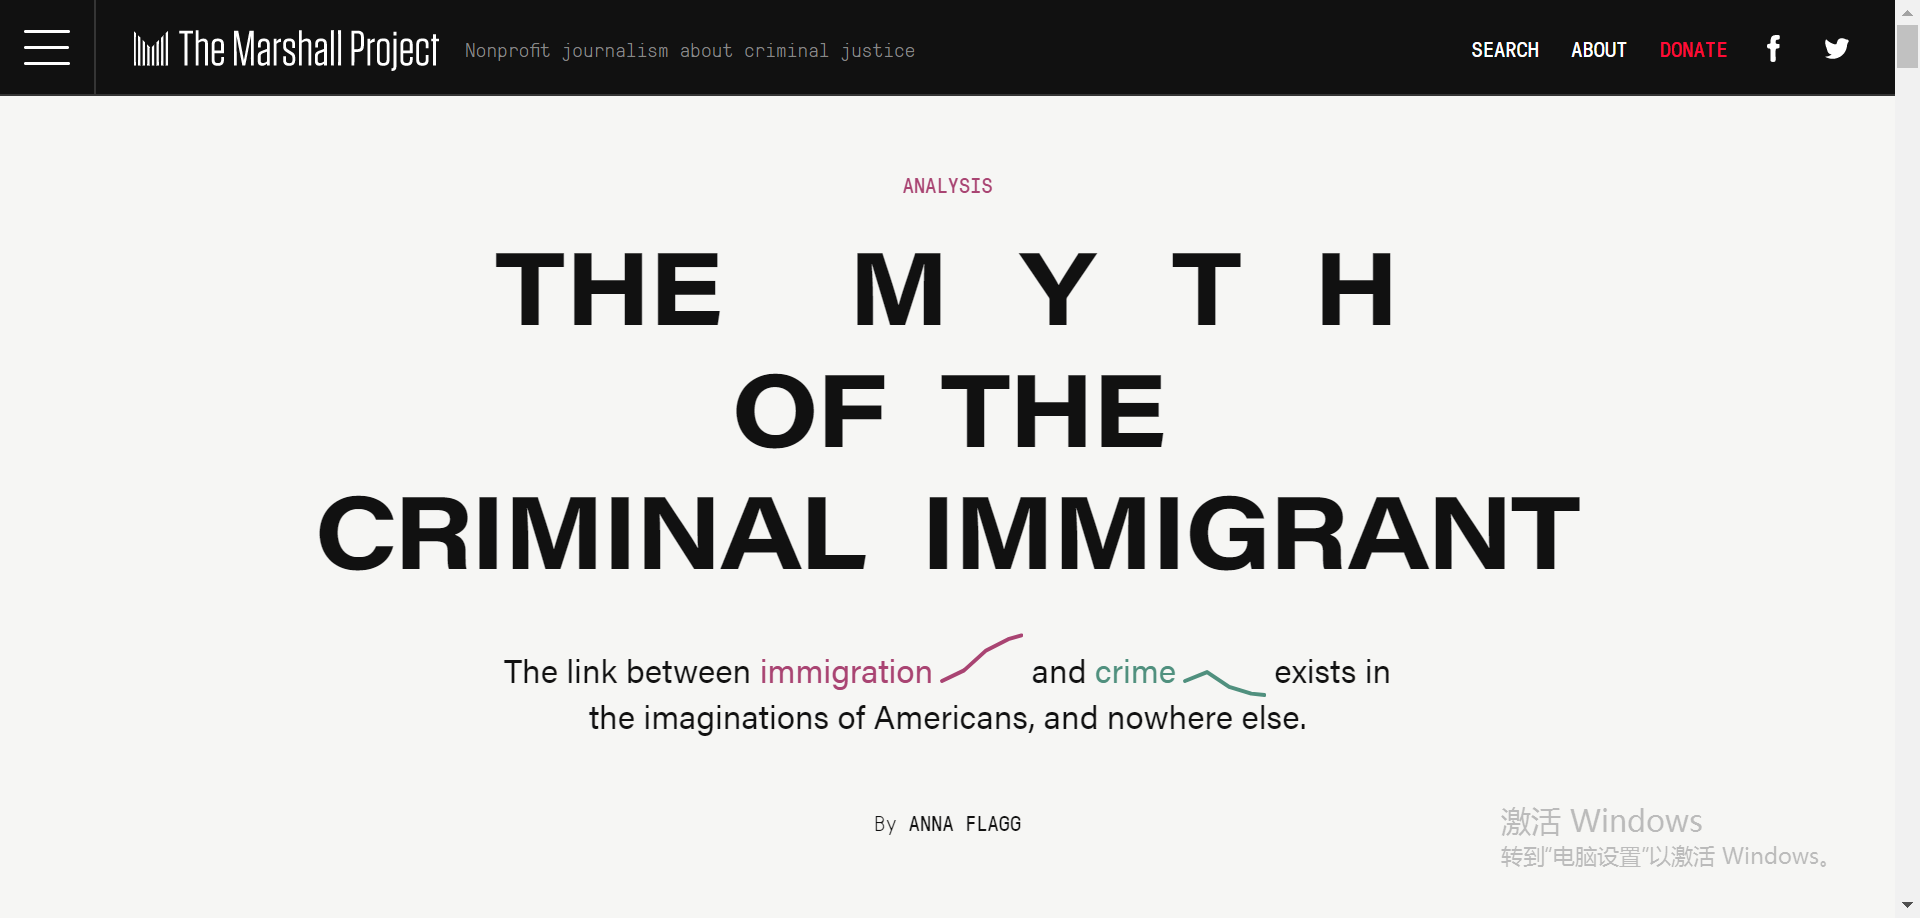 The Marshall Project
Nonprofit journalism about criminal justice
SEARCH ABOUT DONATE
ANALYSIS
THE MYTH
OF THE
CRIMINAL IMMIGRANT
The link between immigration and crime exists in
the imaginations of Americans, and nowhere else.
By ANNA FLAGG
激活 Windows
转到“电脑设置”以激活 Windows。